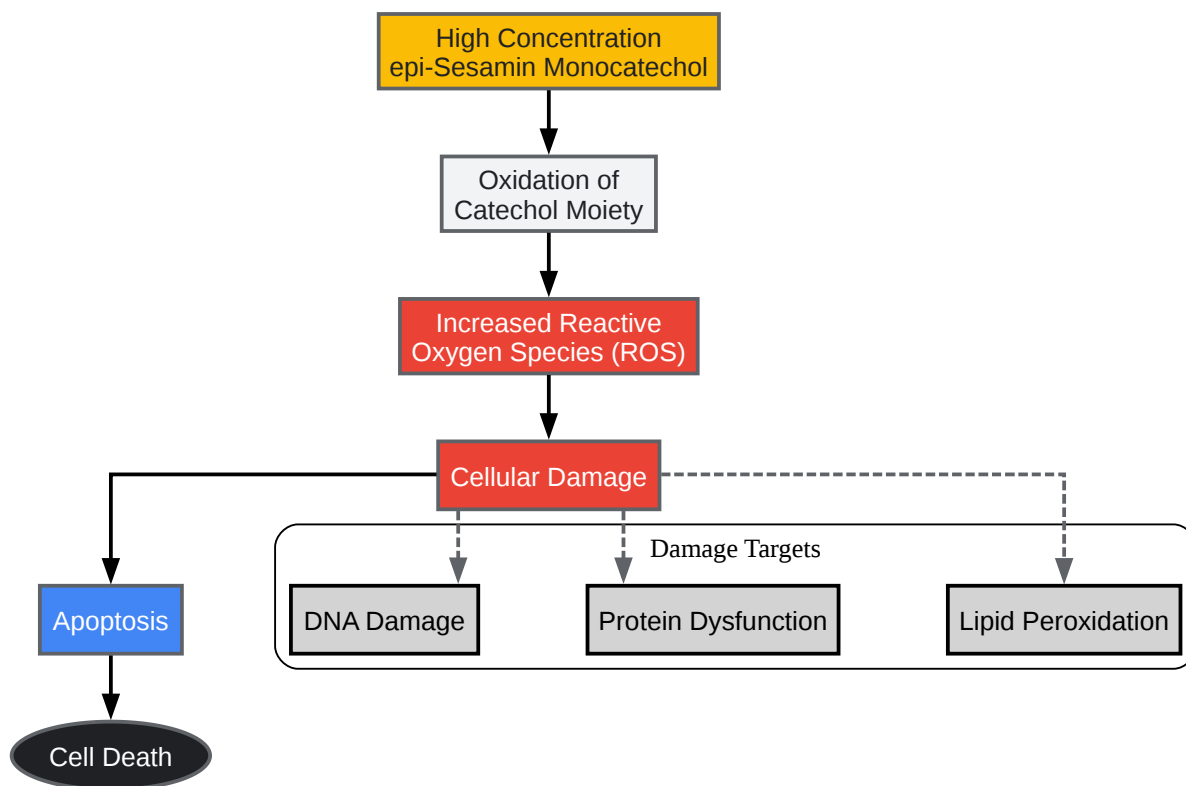 High Concentration
epi-Sesamin Monocatechol
Oxidation of
Catechol Moiety
Increased Reactive
Oxygen Species (ROS)
Cellular Damage
Damage Targets
Apoptosis
DNA Damage
Protein Dysfunction
Lipid Peroxidation
Cell Death